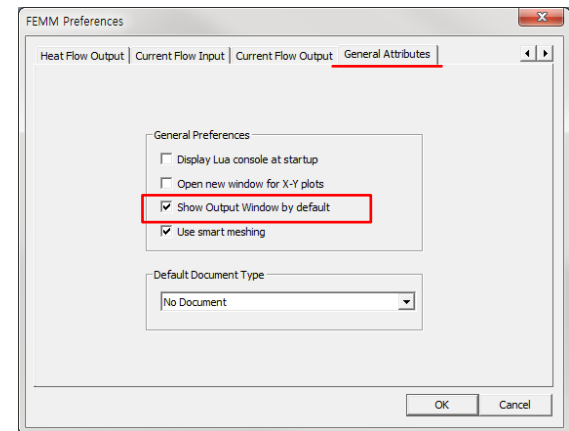 FEMM Preferences
Heat Flow Output Current Flow Input Current Flow Output General Attributes
General Preferences
Display Lua console at startup
Open new window for X-Y plots
Show Output Window by default
Use smart meshing
Default Document Type
No Document
OK Cancel